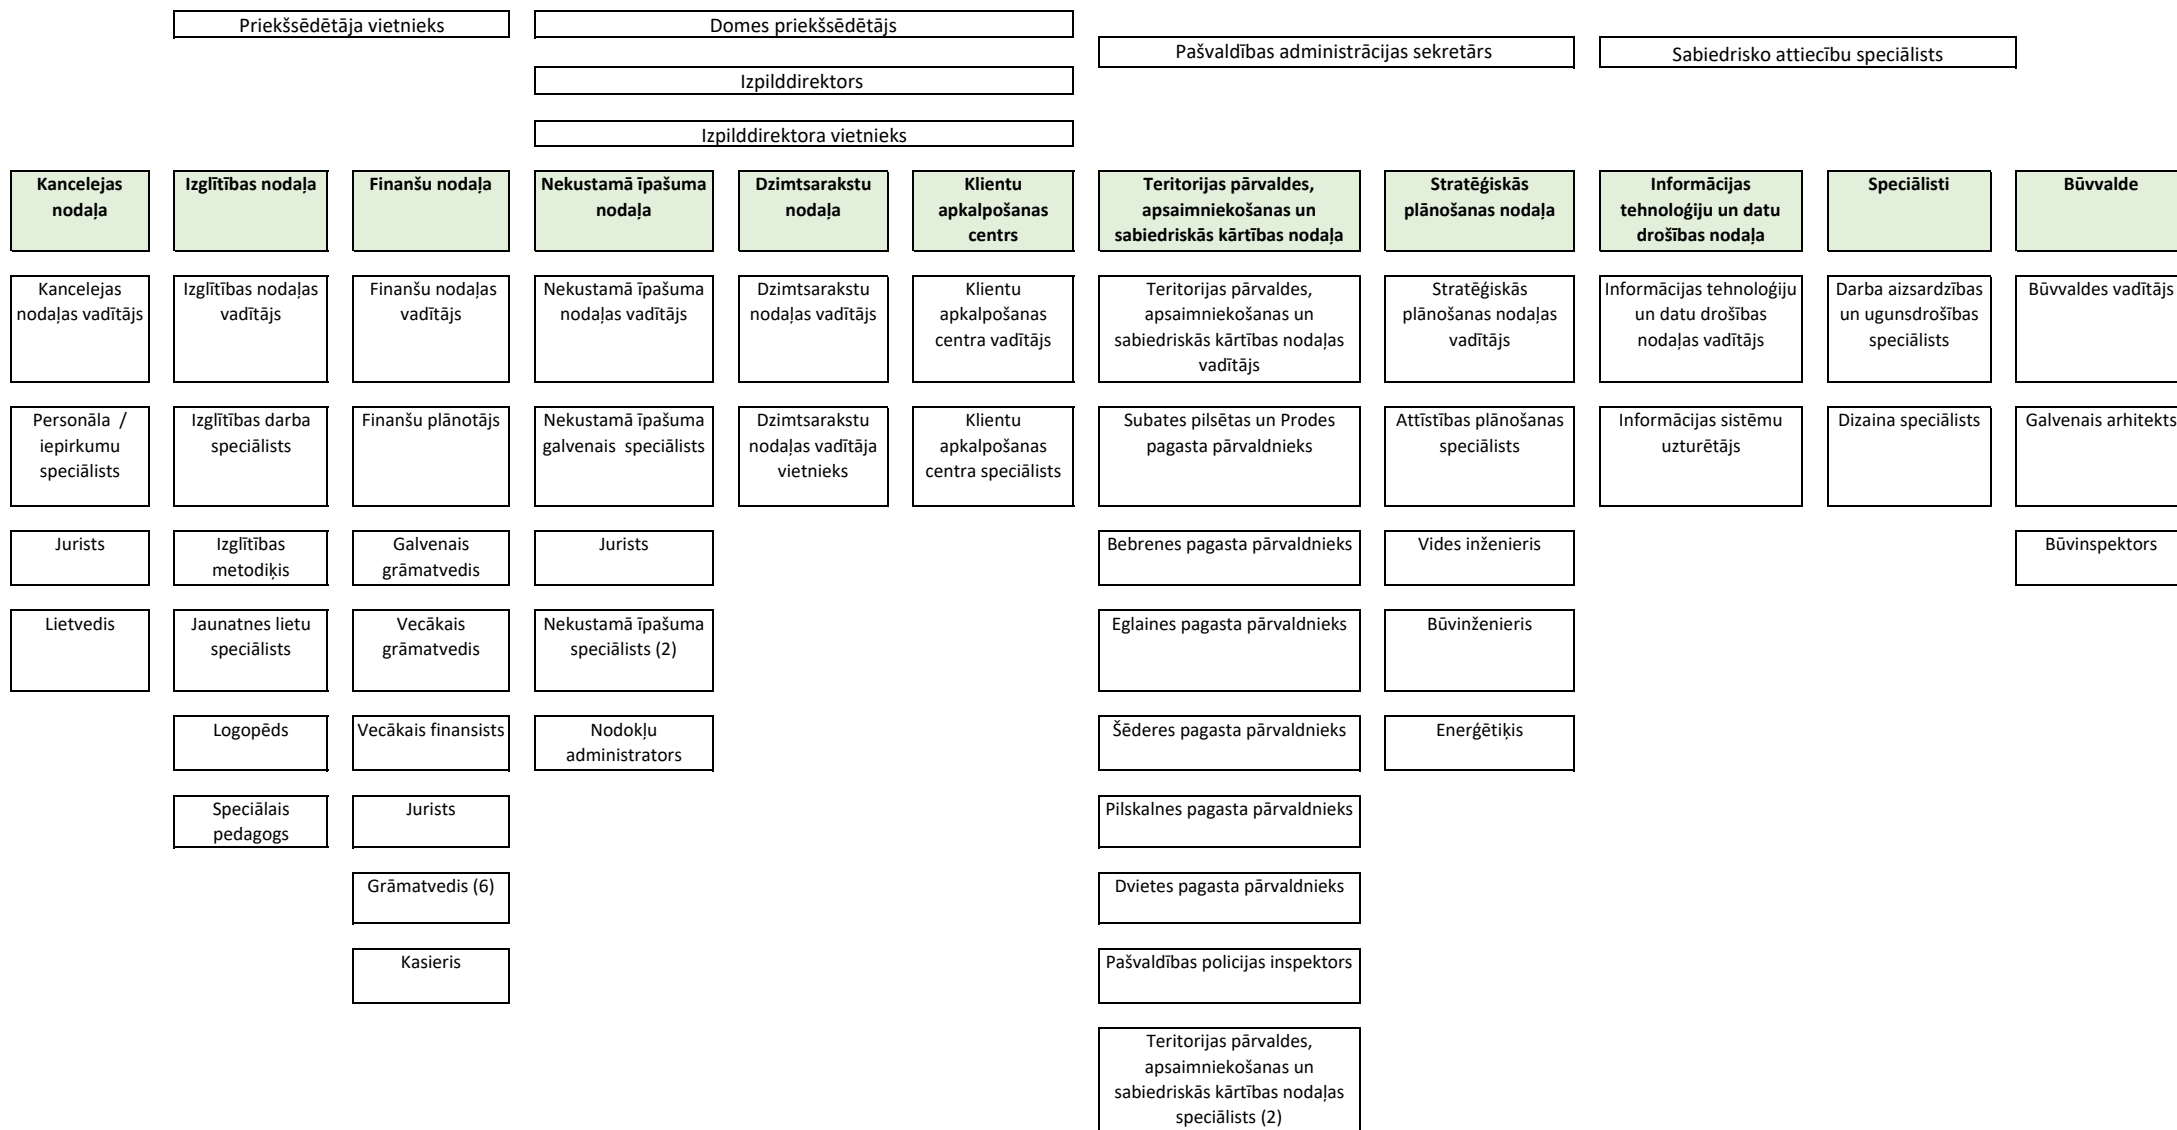 Priekšsēdētāja vietnieks
Domes priekšsēdētājs
Pašvaldības administrācijas sekretārs
Sabiedrisko attiecību speciālists
Izpilddirektors
Izpilddirektora vietnieks
Kancelejas
nodaļa
Izglītības nodaļa
Finanšu nodaļa
Nekustamā īpašuma
nodaļa
Dzimtsarakstu
nodaļa
Klientu
apkalpošanas
centrs
Teritorijas pārvaldes,
apsaimniekošanas un
sabiedriskās kārtības nodaļa
Stratēģiskās
plānošanas nodaļa
Informācijas
tehnoloģiju un datu
drošības nodaļa
Speciālisti
Būvvalde
Kancelejas
nodaļas vadītājs
Izglītības nodaļas
vadītājs
Finanšu nodaļas
vadītājs
Nekustamā īpašuma
nodaļas vadītājs
Dzimtsarakstu
nodaļas vadītājs
Klientu
apkalpošanas
centra vadītājs
Teritorijas pārvaldes,
apsaimniekošanas un
sabiedriskās kārtības nodaļas
vadītājs
Stratēģiskās
plānošanas nodaļas
vadītājs
Informācijas tehnoloģiju
un datu drošības
nodaļas vadītājs
Darba aizsardzības
un ugunsdrošības
speciālists
Būvvaldes vadītājs
Personāla /
iepirkumu
speciālists
Izglītības darba
speciālists
Finanšu plānotājs
Nekustamā īpašuma
galvenais speciālists
Dzimtsarakstu
nodaļas vadītāja
vietnieks
Klientu
apkalpošanas
centra speciālists
Subates pilsētas un Prodes
pagasta pārvaldnieks
Attīstības plānošanas
speciālists
Informācijas sistēmu
uzturētājs
Dizaina speciālists
Galvenais arhitekts
Jurists
Izglītības
metodiķis
Galvenais
grāmatvedis
Jurists
Bebrenes pagasta pārvaldnieks
Vides inženieris
Būvinspektors
Lietvedis
Jaunatnes lietu
speciālists
Vecākais
grāmatvedis
Nekustamā īpašuma
speciālists (2)
Eglaines pagasta pārvaldnieks
Būvinženieris
Logopēds
Vecākais finansists
Nodokļu
administrators
Šēderes pagasta pārvaldnieks
Enerģētiķis
Speciālais
pedagogs
Jurists
Pilskalnes pagasta pārvaldnieks
Grāmatvedis (6)
Dvietes pagasta pārvaldnieks
Kasieris
Pašvaldības policijas inspektors
Teritorijas pārvaldes,
apsaimniekošanas un
sabiedriskās kārtības nodaļas
speciālists (2)